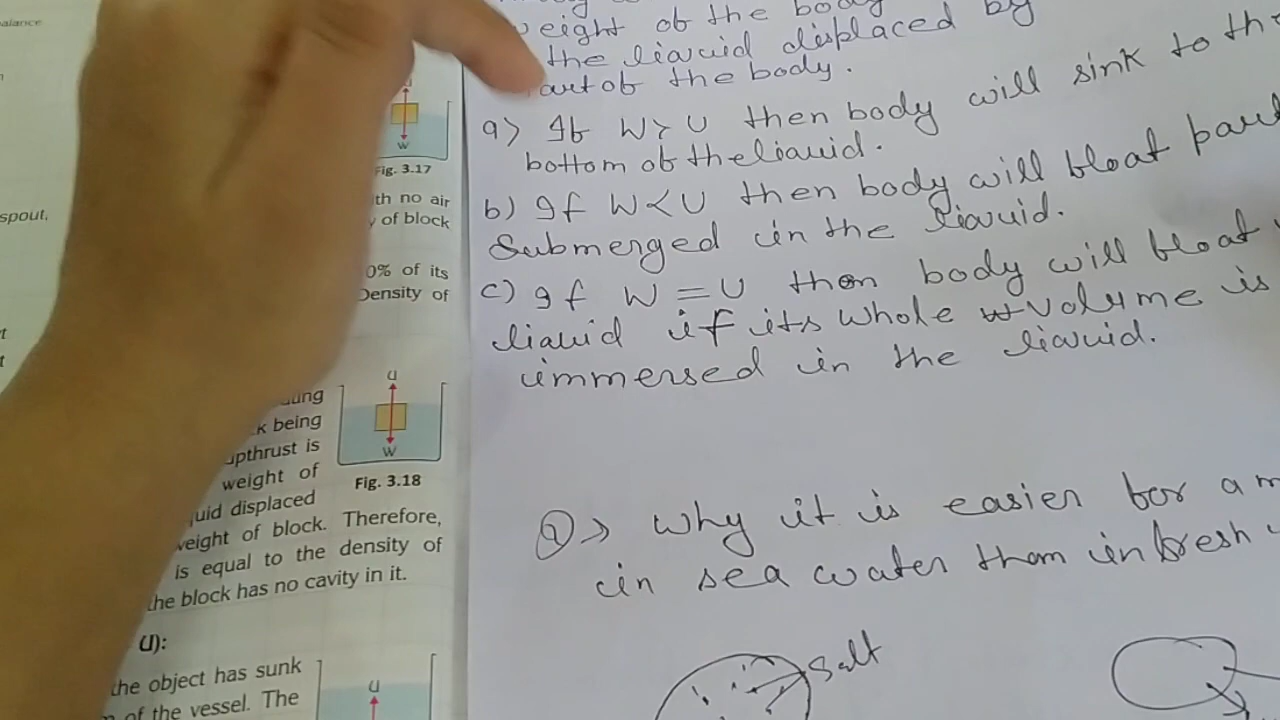 alance
spout,
W
Fig. 3.17
th no air
of block
0% of its
Density of
U
W
Fig. 3.18
k being
upthrust is
weight of
uid displaced
weight of block. Therefore,
is equal to the density of
the block has no cavity in it.
U):
the object has sunk
of the vessel. The
U
weight of the body
the liquid displaced by
part of the body.
a) If W > U then body will sink to the
bottom of the liquid.
b) If W < U then body will float
submerged in the liquid.
c) If W = U then body will float
liquid if its whole volume is
immersed in the liquid.
Q> Why it is easier for a
in sea water than in fresh
salt